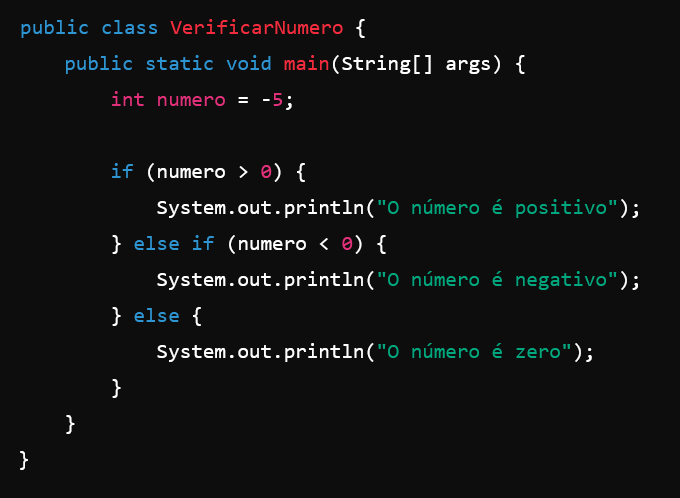 public class VerificarNumero {
    public static void main(String[] args) {
        int numero = -5;

        if (numero > 0) {
            System.out.println("O número é positivo");
        } else if (numero < 0) {
            System.out.println("O número é negativo");
        } else {
            System.out.println("O número é zero");
        }
    }
}